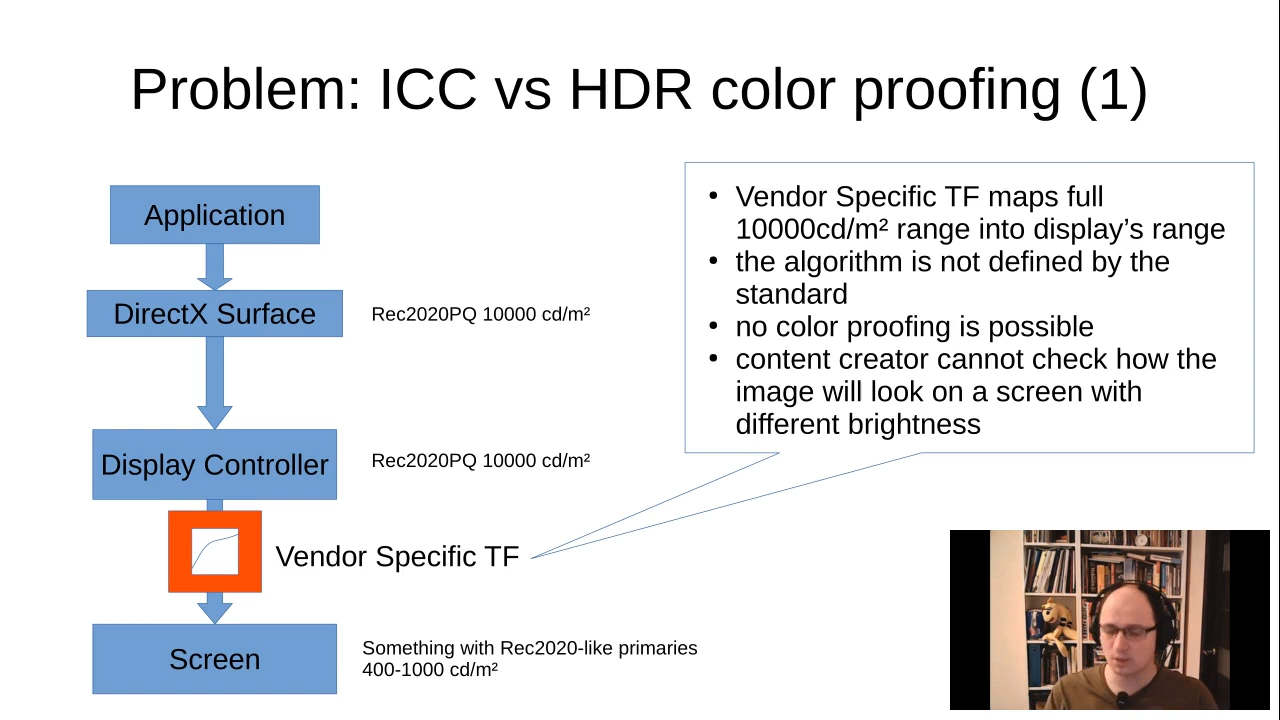 Problem: ICC vs HDR color proofing (1)
Application
DirectX Surface
Rec2020PQ 10000 cd/m²
Display Controller
Rec2020PQ 10000 cd/m²
Vendor Specific TF
Screen
Something with Rec2020-like primaries
400-1000 cd/m²
• Vendor Specific TF maps full
10000cd/m² range into display’s range
• the algorithm is not defined by the
standard
• no color proofing is possible
• content creator cannot check how the
image will look on a screen with
different brightness